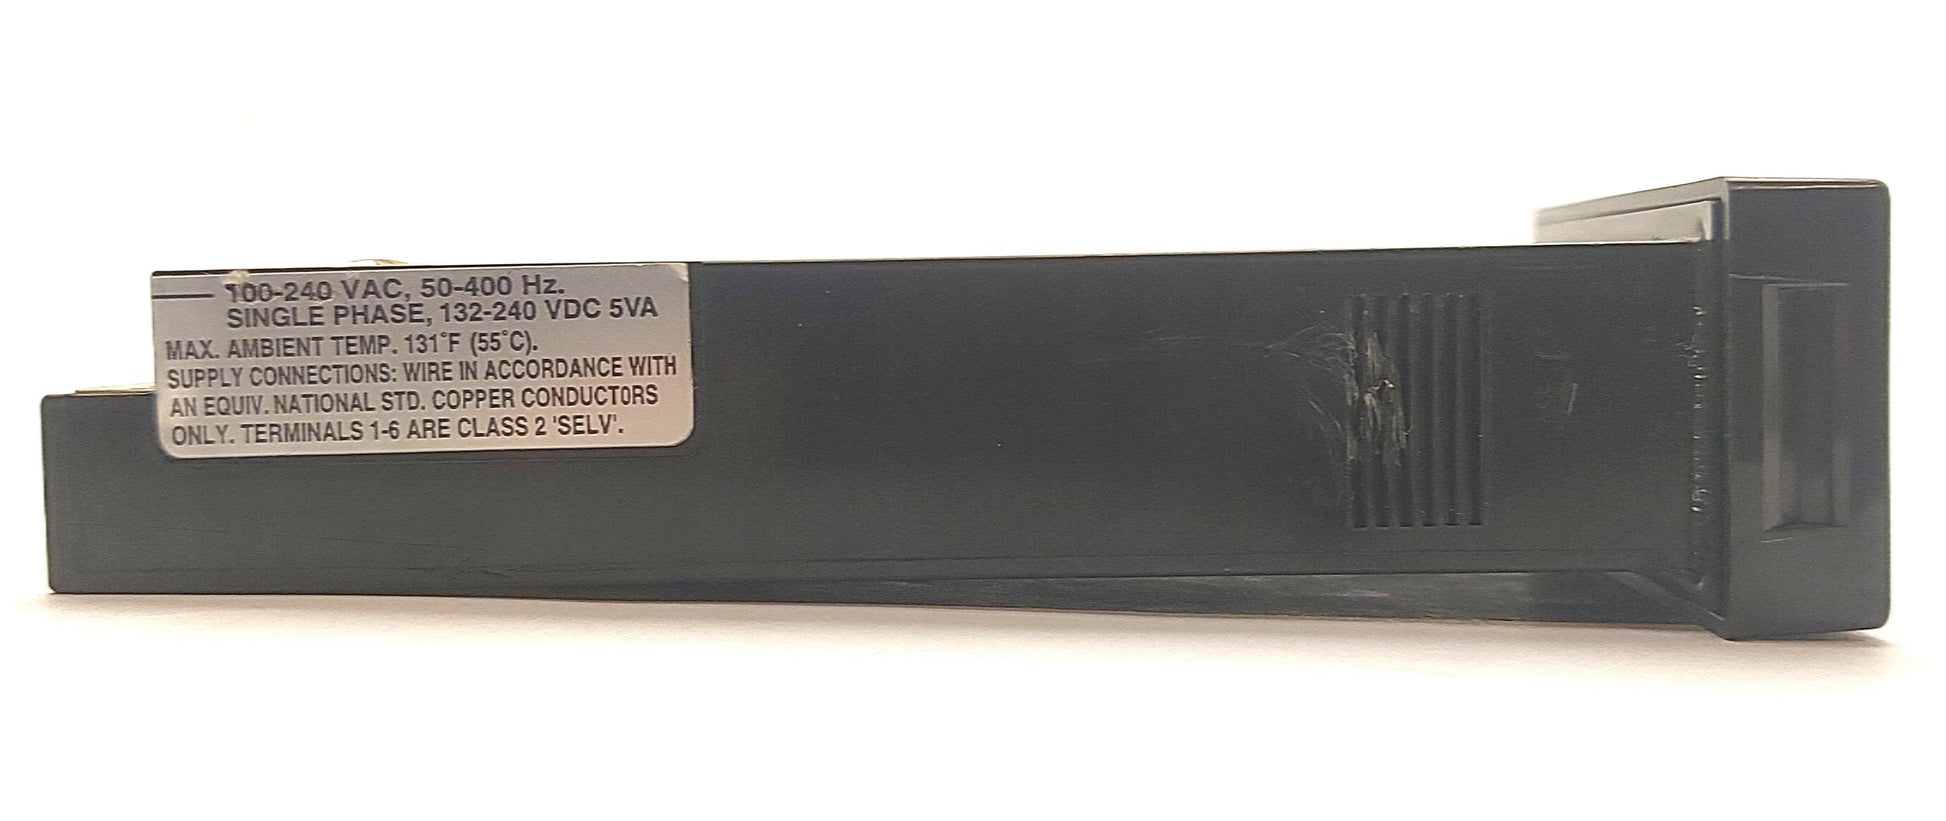 100-240 VAC, 50-400 Hz.
SINGLE PHASE, 132-240 VDC 5VA
MAX. AMBIENT TEMP. 131°F (55°C).
SUPPLY CONNECTIONS: WIRE IN ACCORDANCE WITH
AN EQUIV. NATIONAL STD. COPPER CONDUCTORS
ONLY. TERMINALS 1-6 ARE CLASS 2 'SELV'.